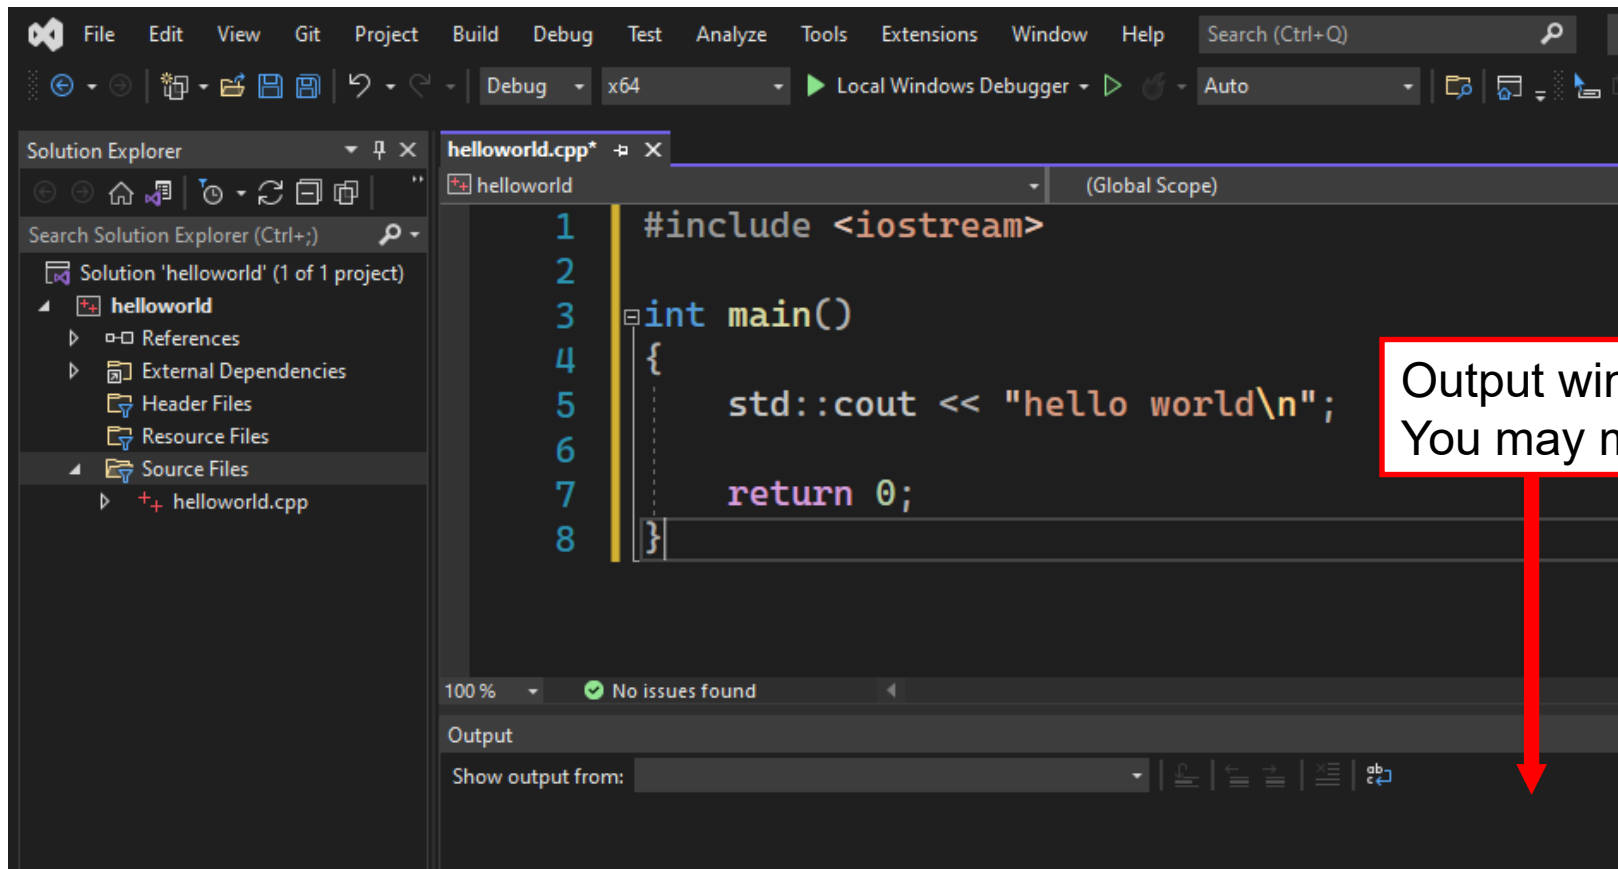 File Edit View Git Project Build Debug Test Analyze Tools Extensions Window Help Search (Ctrl+Q)
Debug x64 Local Windows Debugger Auto
Solution Explorer
Search Solution Explorer (Ctrl+;)
Solution 'helloworld' (1 of 1 project)
helloworld
References
External Dependencies
Header Files
Resource Files
Source Files
helloworld.cpp
helloworld.cpp*
helloworld (Global Scope)
1 #include <iostream>
2
3 int main()
4 {
5 std::cout << "hello world\n";
6
7 return 0;
8 }
Output
You may
100 % No issues found
Output
Show output from: